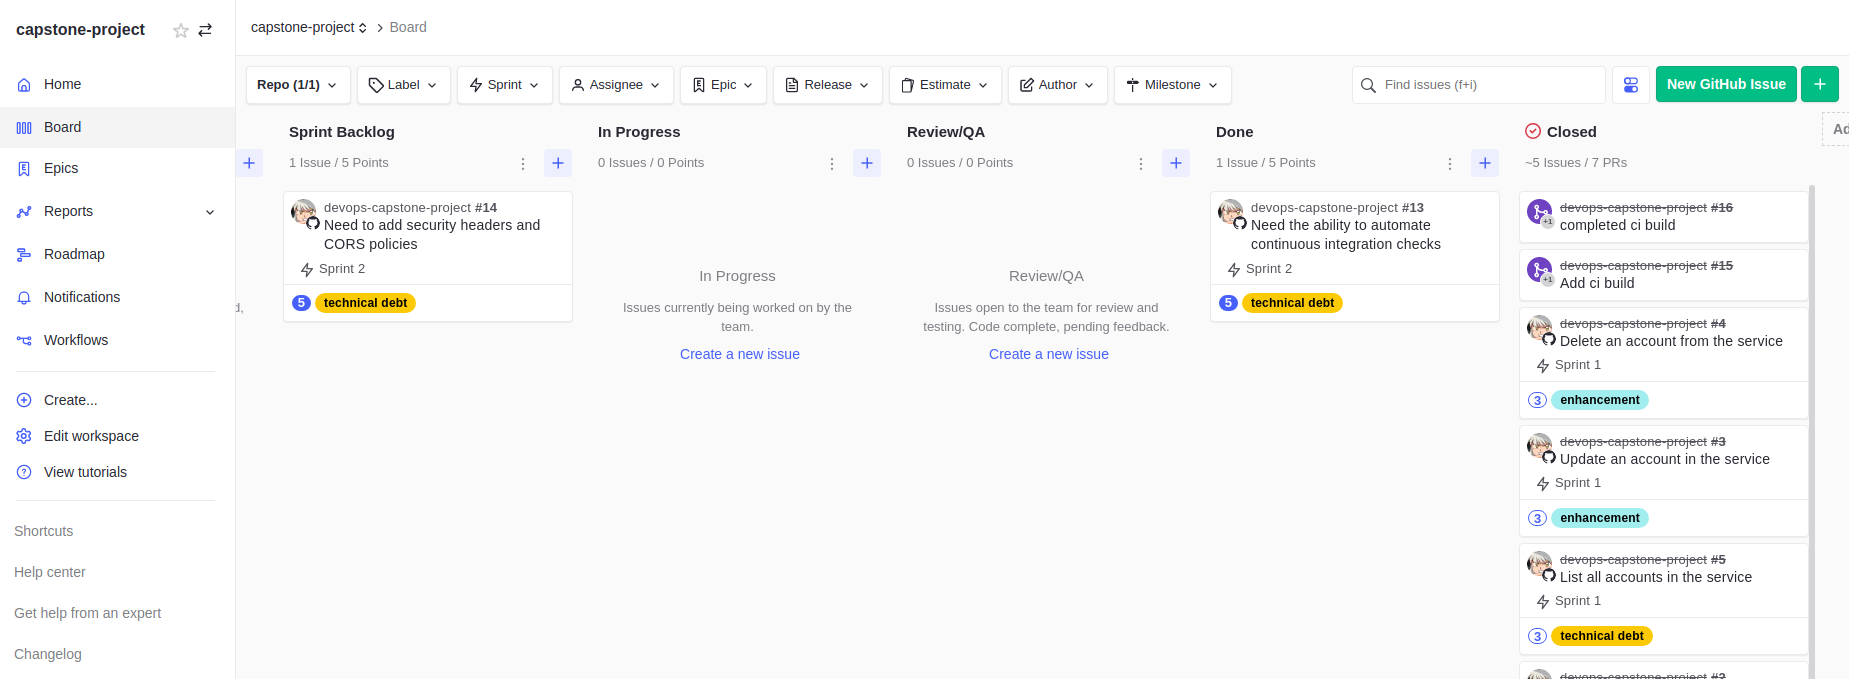 capstone-project
Home
Board
Epics
Reports
Roadmap
Notifications
Workflows
Create...
Edit workspace
View tutorials
Shortcuts
Help center
Get help from an expert
Changelog
capstone-project > Board
Repo (1/1)
Label
Sprint
Assignee
Epic
Release
Estimate
Author
Milestone
Find issues (f+i)
New GitHub Issue
+
+
d,
Sprint Backlog
1 Issue / 5 Points
+
devops-capstone-project #14
Need to add security headers and
CORS policies
Sprint 2
5 technical debt
In Progress
0 Issues / 0 Points
+
In Progress
Issues currently being worked on by the
team.
Create a new issue
Review/QA
0 Issues / 0 Points
+
Review/QA
Issues open to the team for review and
testing. Code complete, pending feedback.
Create a new issue
Done
1 Issue / 5 Points
+
devops-capstone-project #13
Need the ability to automate
continuous integration checks
Sprint 2
5 technical debt
Closed
~5 Issues / 7 PRs
devops-capstone-project #16
+1
completed ci build
devops-capstone-project #15
+1
Add ci build
devops-capstone-project #4
Delete an account from the service
Sprint 1
3 enhancement
devops-capstone-project #3
Update an account in the service
Sprint 1
3 enhancement
devops-capstone-project #5
List all accounts in the service
Sprint 1
3 technical debt
devops-capstone-project #2
Ad